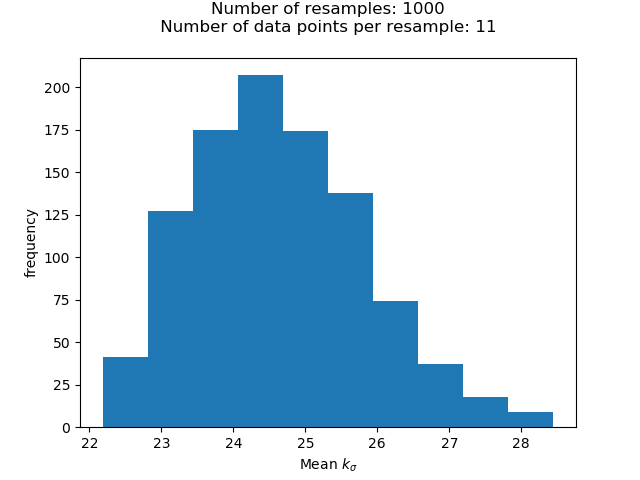 Number of resamples: 1000
Number of data points per resample: 11
200
175
150
125
100
75
50
25
0
frequency
22 23 24 25 26 27 28
Mean kσ